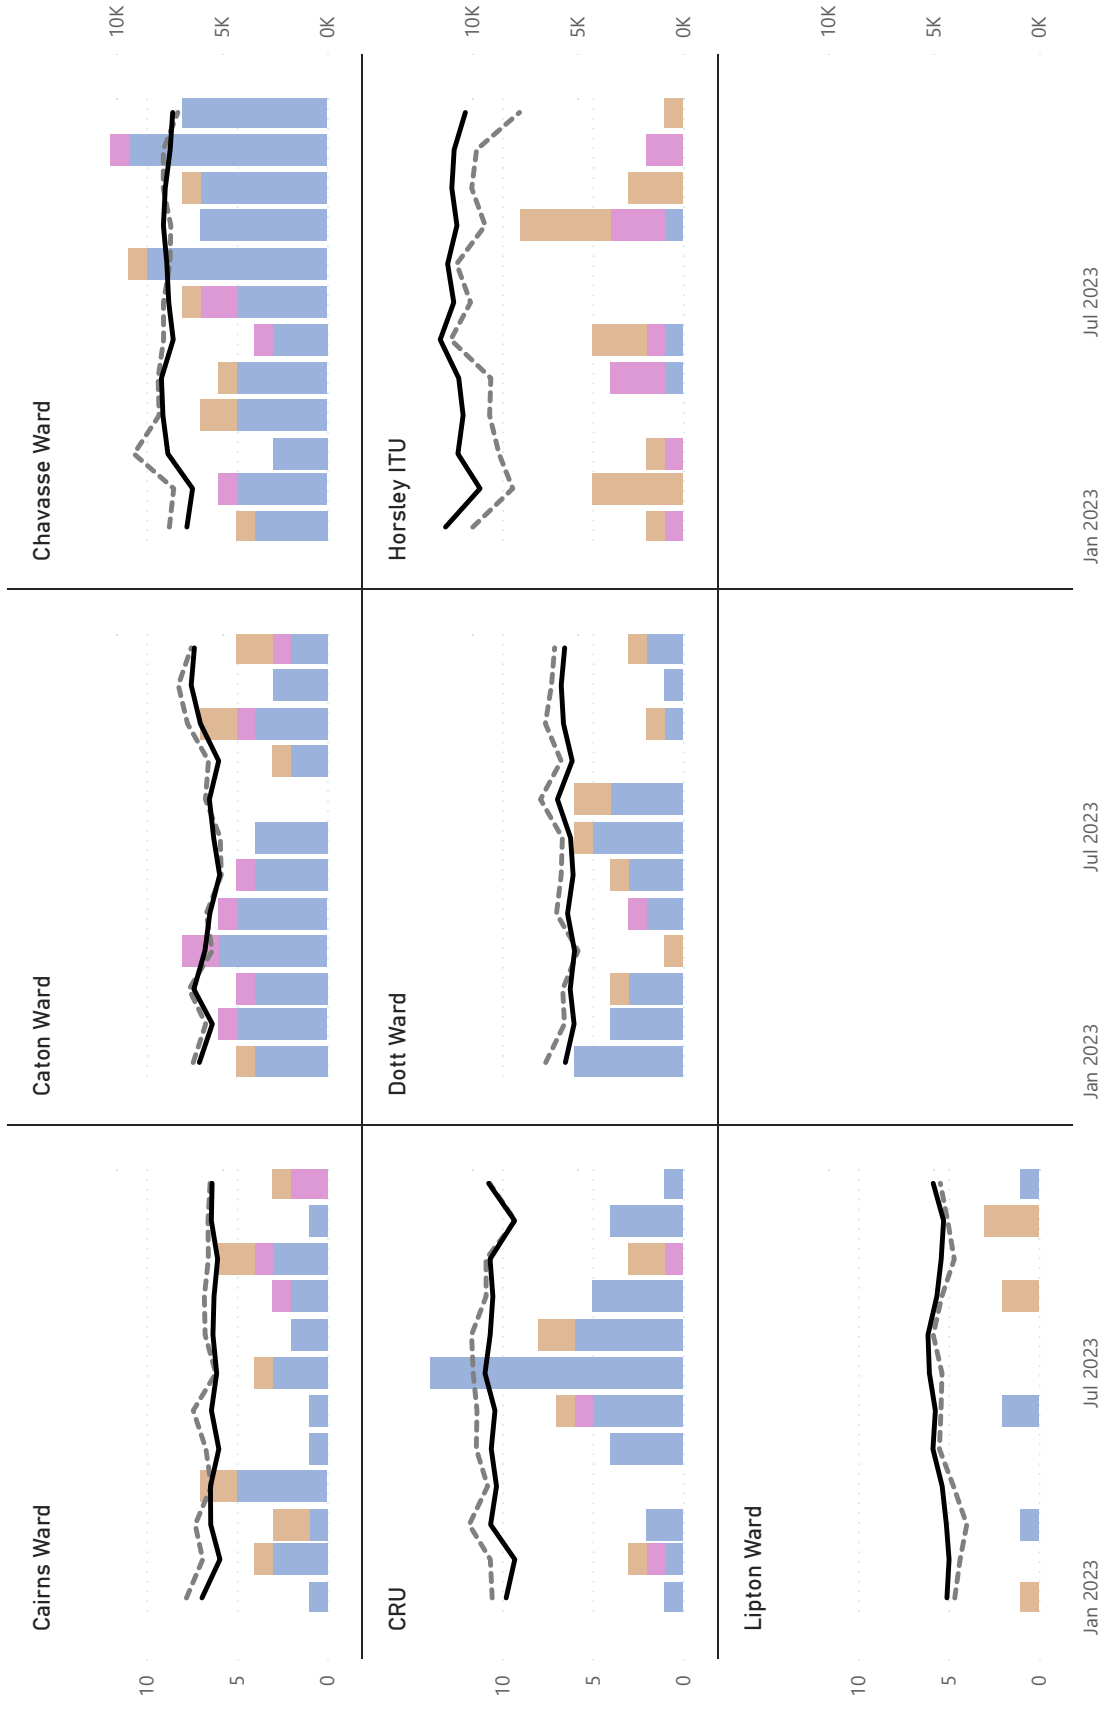 Cairns Ward
Caton Ward
Chavasse Ward
10
5
0
10K
5K
0K
CRU
Dott Ward
Horsley ITU
10
5
0
10K
5K
0K
Lipton Ward
10
5
0
10K
5K
0K
Jan 2023
Jul 2023
Jan 2023
Jul 2023
Jan 2023
Jul 2023